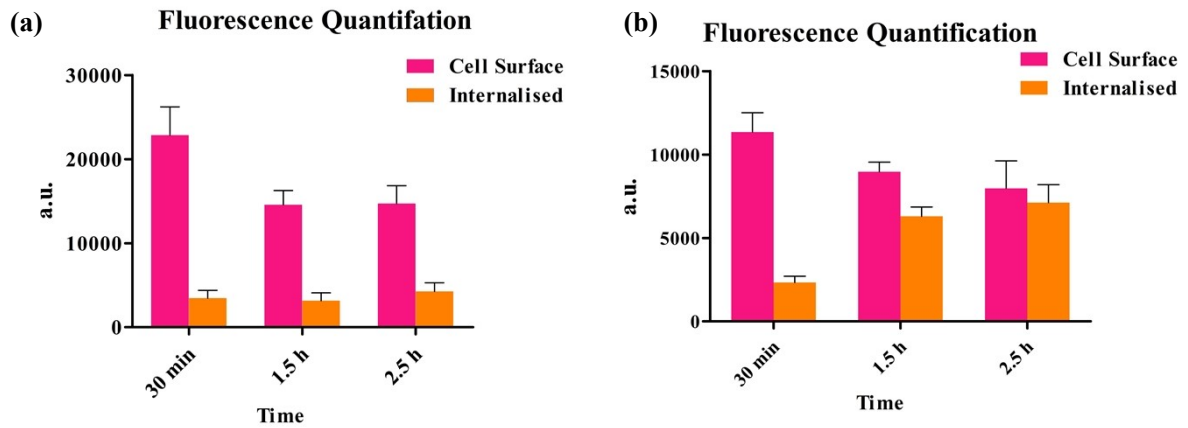 (a)
Fluorescence Quantifation
Cell Surface
Internalised
30000
20000
10000
0
a.u.
30 min
1.5 h
2.5 h
Time
(b)
Fluorescence Quantification
Cell Surface
Internalised
15000
10000
5000
0
a.u.
30 min
1.5 h
2.5 h
Time